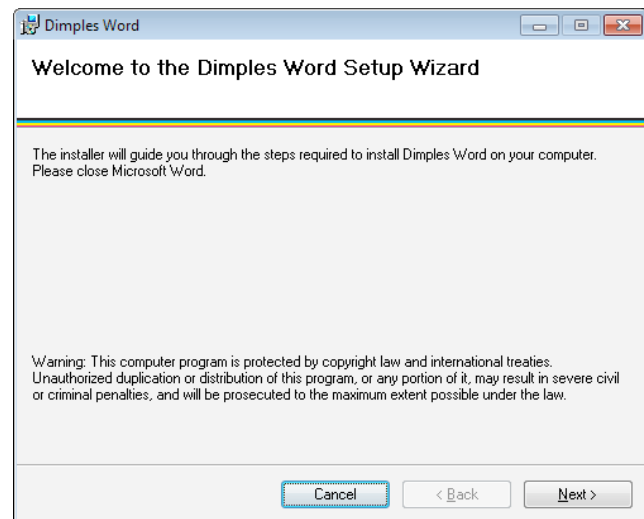 Dimples Word
Welcome to the Dimples Word Setup Wizard
The installer will guide you through the steps required to install Dimples Word on your computer.
Please close Microsoft Word.
Warning: This computer program is protected by copyright law and international treaties.
Unauthorized duplication or distribution of this program, or any portion of it, may result in severe civil
or criminal penalties, and will be prosecuted to the maximum extent possible under the law.
Cancel < Back Next >